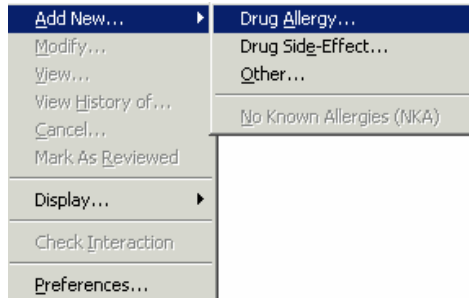 Add New...
Modify...
View...
View History of...
Cancel...
Mark As Reviewed
Display...
Check Interaction
Preferences...
Drug Allergy...
Drug Side-Effect...
Other...
No Known Allergies (NKA)